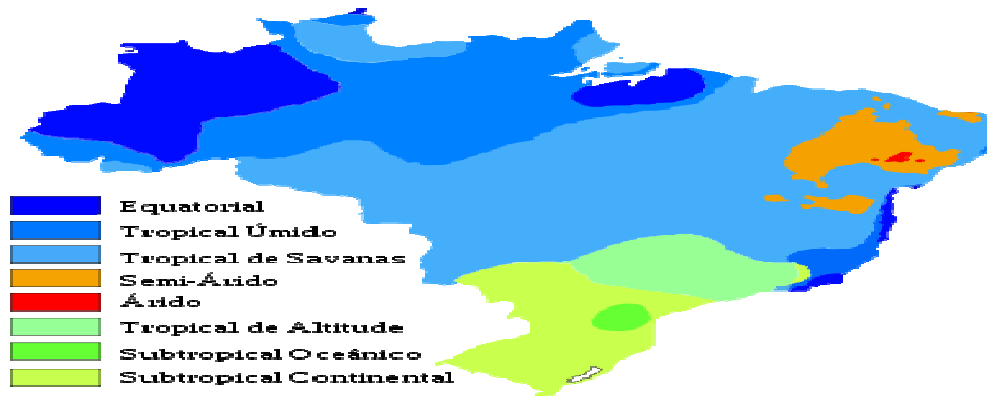 Equatorial
Tropical Úmido
Tropical de Savanas
Semi-Árido
Árido
Tropical de Altitude
Subtropical Oceânico
Subtropical Continental